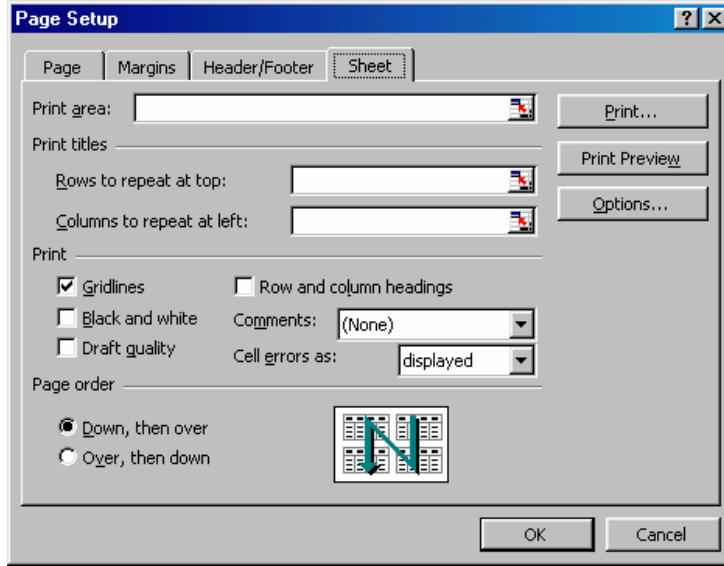 Page Setup
Page Margins Header/Footer Sheet
Print area: Print...
Print titles Print Preview
Rows to repeat at top: Options...
Columns to repeat at left:
Print
Gridlines Row and column headings
Black and white Comments: (None)
Draft quality Cell errors as: displayed
Page order
Down, then over
Over, then down
OK Cancel